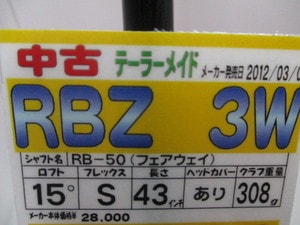 中古 テーラーメイド メーカー発売日 2012/03/0
RBZ 3W
シャフト名 RB-50(フェアウェイ)
ロフト フレックス 長さ ヘッドカバー クラブ重量
15° S 43インチ あり 308g
メーカー本体価格¥ 28,000